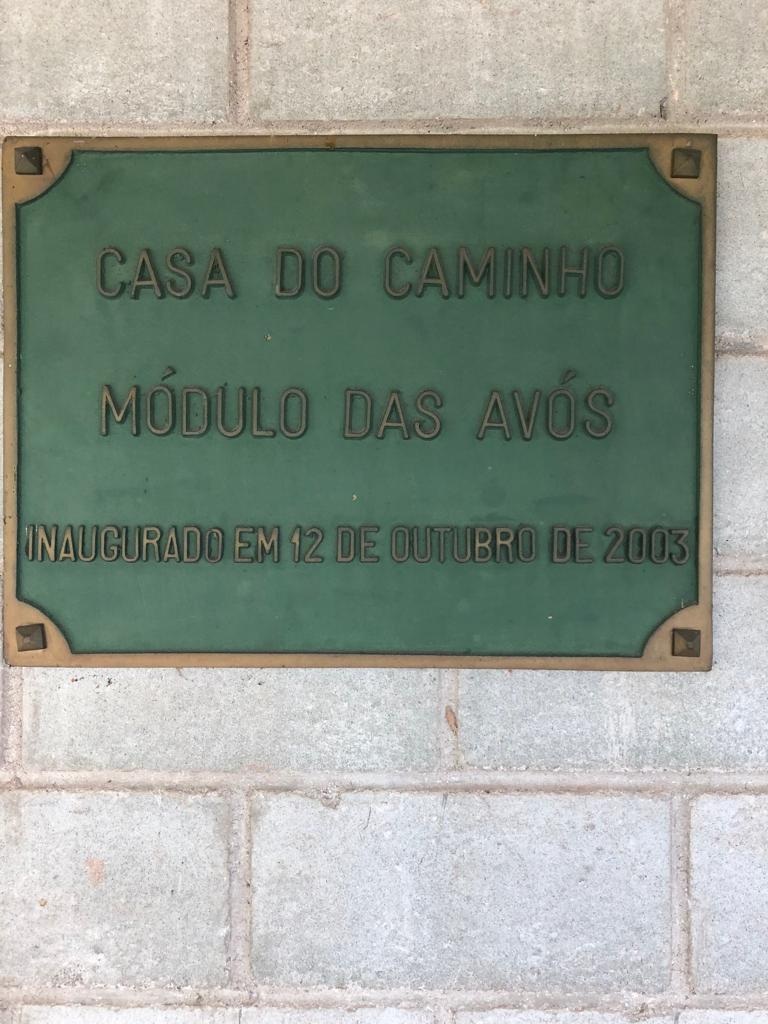 CASA DO CAMINHO
MÓDULO DAS AVÓS
INAUGURADO EM 12 DE OUTUBRO DE 2003